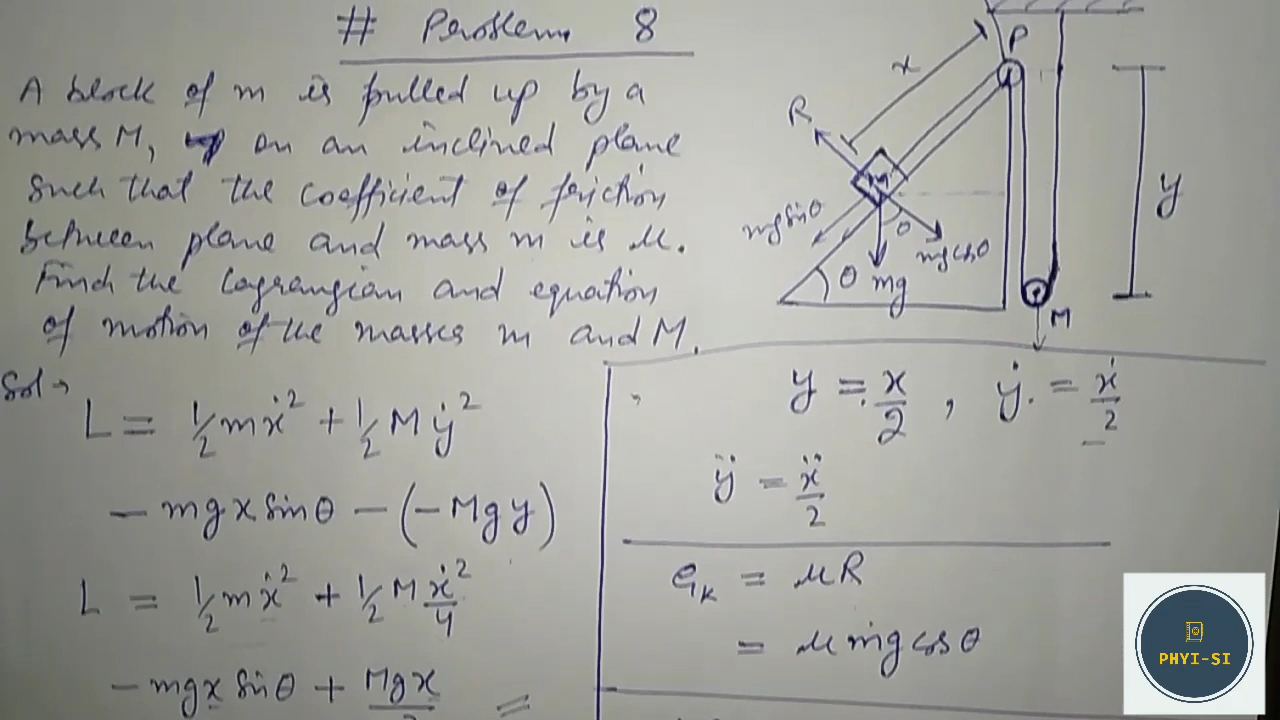 # Problem 8
A block of m is pulled up by a
mass M, on an inclined plane
such that the coefficient of friction
between plane and mass m is μ.
Find the Lagrangian and equation
of motion of the masses m and M.
Sol →
L = ½mẋ² + ½Mẏ²
- mgx sinθ - (-Mgy)
L = ½mẋ² + ½M ẋ²/4
- mgx sinθ + Mgx/2 =
P
x
R
m
mg sinθ
θ
mg cosθ
θ
mg
M
y
y = x/2 , ẏ = ẋ/2
ÿ = ẍ/2
= μR
= μ mg cosθ
PHYI-SI